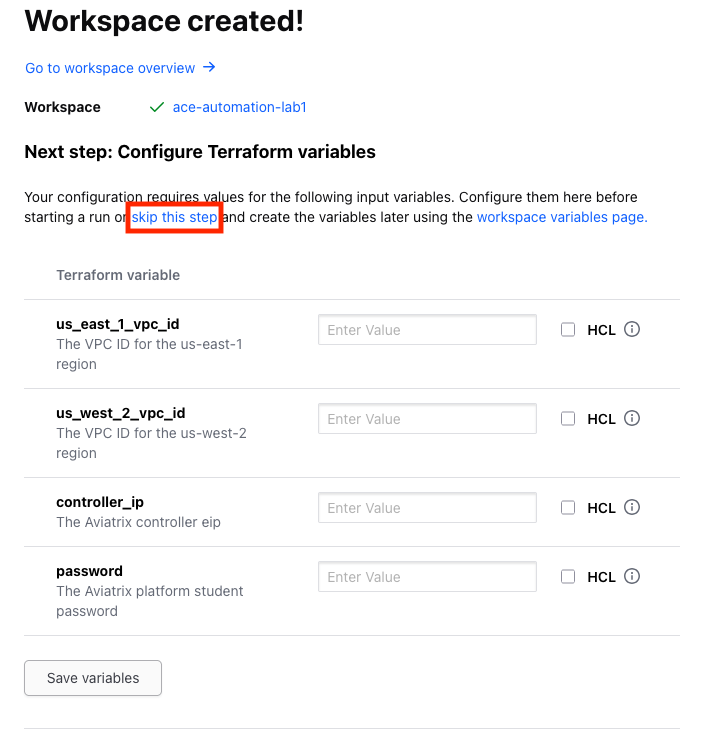 Workspace created!
Go to workspace overview →
Workspace ✓ ace-automation-lab1
Next step: Configure Terraform variables
Your configuration requires values for the following input variables. Configure them here before
starting a run or skip this step and create the variables later using the workspace variables page.
Terraform variable
us_east_1_vpc_id
The VPC ID for the us-east-1
region
Enter Value
HCL
us_west_2_vpc_id
The VPC ID for the us-west-2
region
Enter Value
HCL
controller_ip
The Aviatrix controller eip
Enter Value
HCL
password
The Aviatrix platform student
password
Enter Value
HCL
Save variables